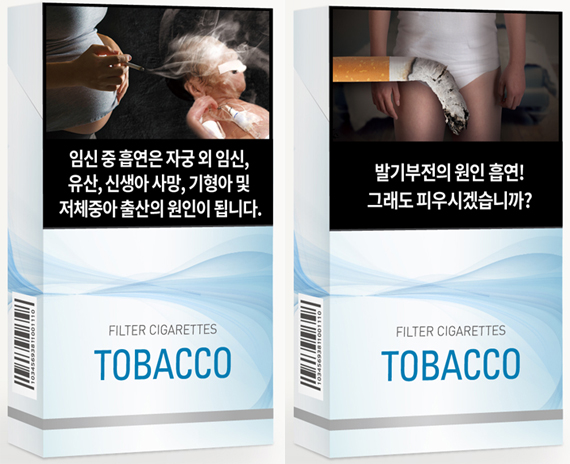 임신 중 흡연은 자궁 외 임신,
유산, 신생아 사망, 기형아 및
저체중아 출산의 원인이 됩니다.
FILTER CIGARETTES
TOBACCO
10345693811001110
발기부전의 원인 흡연!
그래도 피우시겠습니까?
FILTER CIGARETTES
TOBACCO
10345693811001110